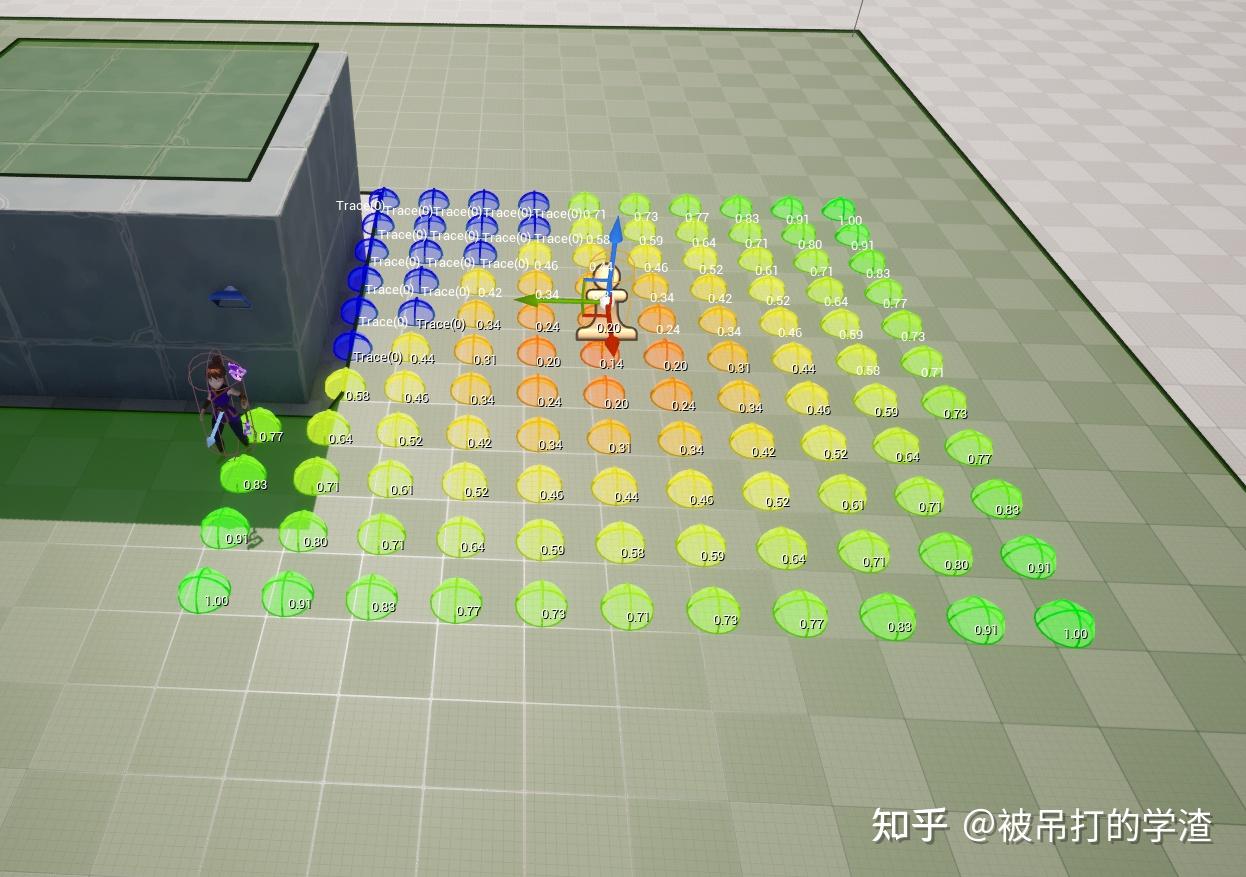 Trace(0) Trace(0) Trace(0) Trace(0) Trace(0) 0.71 0.73 0.77 0.83 0.91 1.00
Trace(0) Trace(0) Trace(0) Trace(0) 0.58 0.59 0.64 0.71 0.80 0.91
Trace(0) Trace(0) Trace(0) 0.46 0.46 0.52 0.61 0.71 0.83
Trace(0) Trace(0) 0.42 0.34 0.34 0.42 0.52 0.64 0.77
Trace(0) Trace(0) 0.34 0.24 0.20 0.24 0.34 0.46 0.59 0.73
Trace(0) 0.44 0.31 0.20 0.14 0.20 0.31 0.44 0.58 0.71
0.58 0.46 0.34 0.24 0.20 0.24 0.34 0.46 0.59 0.73
0.77 0.64 0.52 0.42 0.34 0.31 0.34 0.42 0.52 0.64 0.77
0.83 0.71 0.61 0.52 0.46 0.44 0.46 0.52 0.61 0.71 0.83
0.91 0.80 0.71 0.64 0.59 0.58 0.59 0.64 0.71 0.80 0.91
1.00 0.91 0.83 0.77 0.73 0.71 0.73 0.77 0.83 0.91 1.00
知乎 @被吊打的学渣